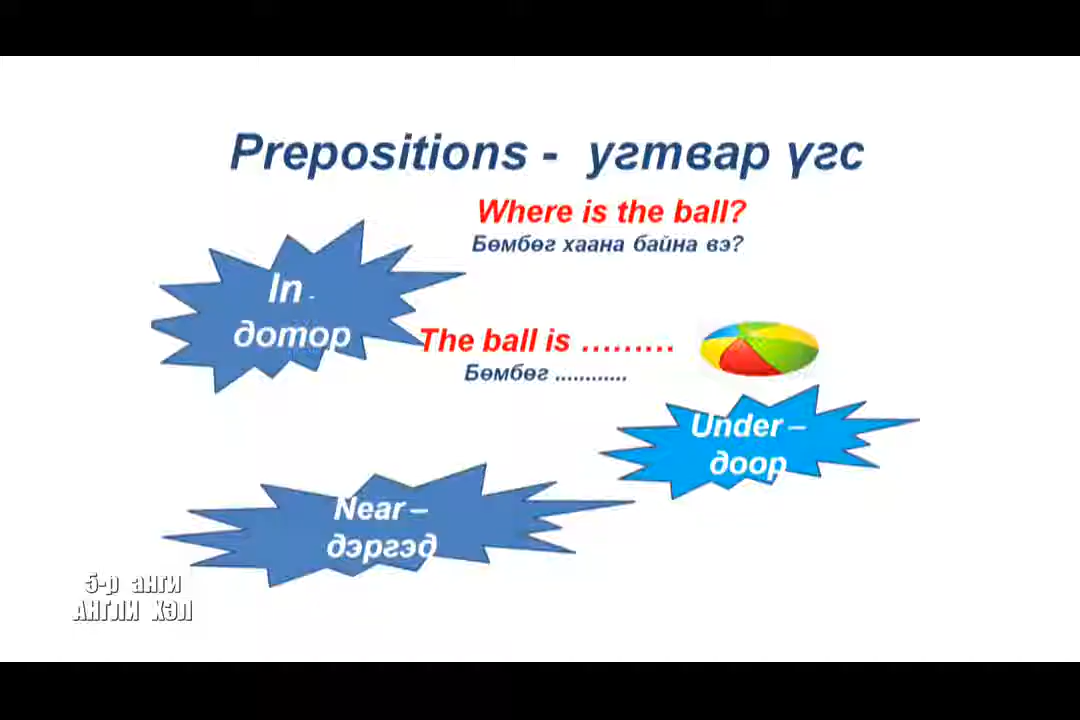 Prepositions - угтвар үгс
Where is the ball?
Бөмбөг хаана байна вэ?
In -
дотор
The ball is .........
Бөмбөг ............
Under –
доор
Near –
дэргэд
5-р анги
АНГЛИ ХЭЛ